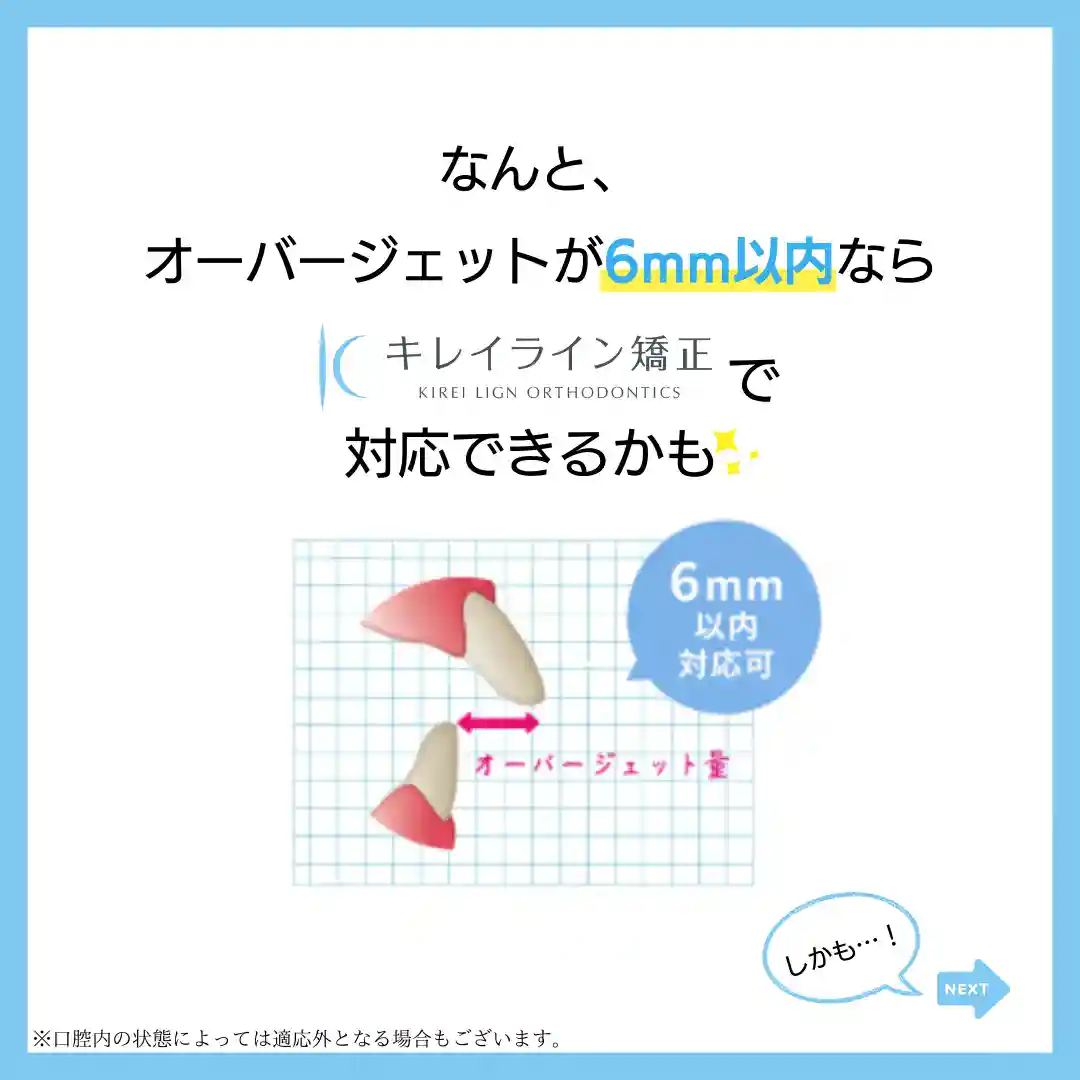 なんと、
オーバージェットが6mm以内なら
キレイライン矯正
KIREI LIGN ORTHODONTICS
で
対応できるかも
6mm
以内
対応可
オーバージェット量
しかも…！
NEXT
※口腔内の状態によっては適応外となる場合もございます。